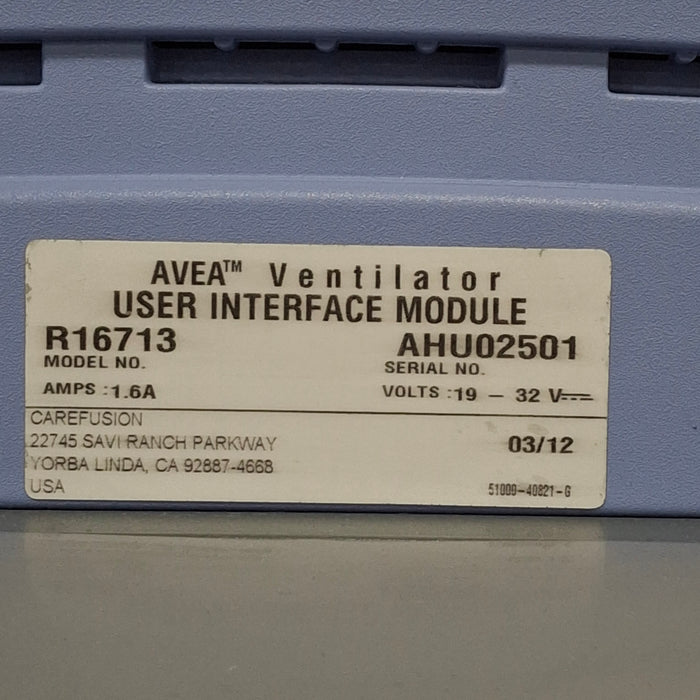 AVEA™ Ventilator
USER INTERFACE MODULE
R16713 AHU02501
MODEL NO. SERIAL NO.
AMPS : 1.6A VOLTS : 19 – 32 V⎓
CAREFUSION
22745 SAVI RANCH PARKWAY 03/12
YORBA LINDA, CA 92887-4668
USA 51000-40821-G